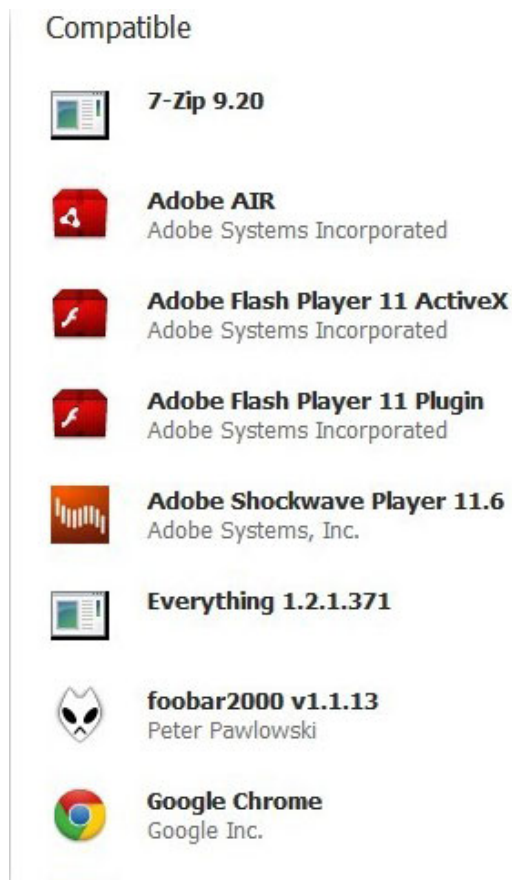 Compatible
7-Zip 9.20
Adobe AIR
Adobe Systems Incorporated
Adobe Flash Player 11 ActiveX
Adobe Systems Incorporated
Adobe Flash Player 11 Plugin
Adobe Systems Incorporated
Adobe Shockwave Player 11.6
Adobe Systems, Inc.
Everything 1.2.1.371
foobar2000 v1.1.13
Peter Pawlowski
Google Chrome
Google Inc.